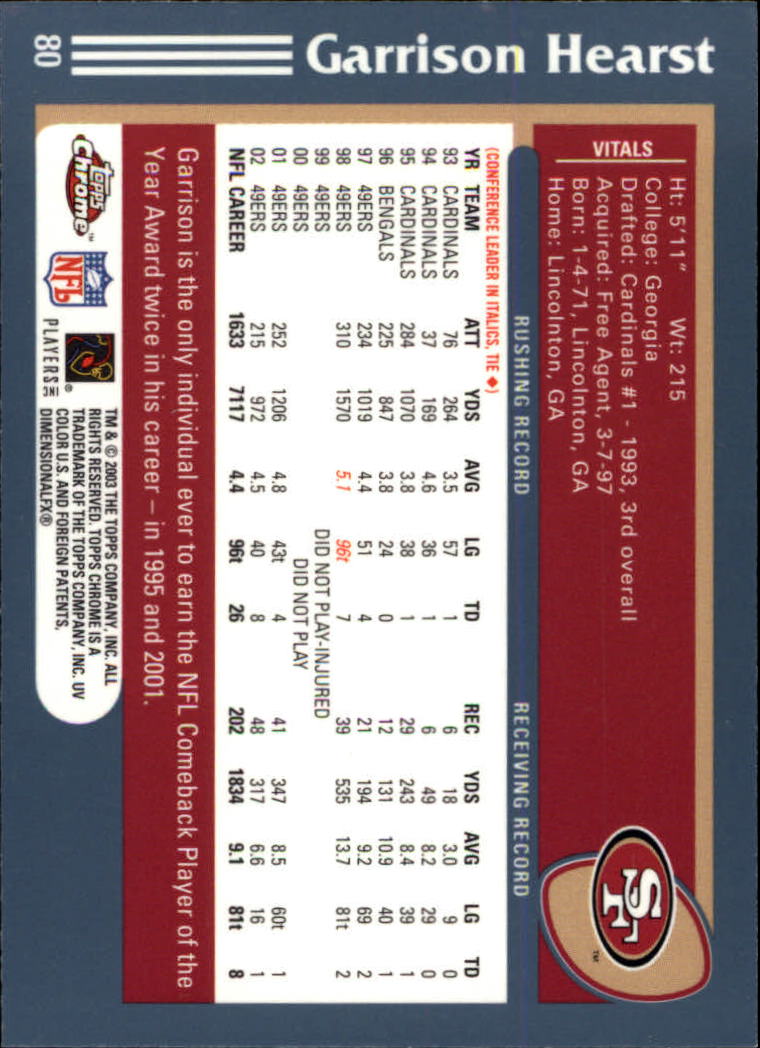 80 Garrison Hearst
VITALS
Ht: 5'11" Wt: 215
College: Georgia
Drafted: Cardinals #1 - 1993, 3rd overall
Acquired: Free Agent, 3-7-97
Born: 1-4-71, Lincolnton, GA
Home: Lincolnton, GA
SF
TM
RUSHING RECORD RECEIVING RECORD
(CONFERENCE LEADER IN ITALICS, TIE ♦)
YR TEAM ATT YDS AVG LG TD REC YDS AVG LG TD
93 CARDINALS 76 264 3.5 57 1 6 18 3.0 9 0
94 CARDINALS 37 169 4.6 36 1 6 49 8.2 29 0
95 CARDINALS 284 1070 3.8 38 1 29 243 8.4 39 1
96 BENGALS 225 847 3.8 24 0 12 131 10.9 40 1
97 49ERS 234 1019 4.4 51 4 21 194 9.2 69 2
98 49ERS 310 1570 5.1 96t 7 39 535 13.7 81t 2
99 49ERS DID NOT PLAY-INJURED
00 49ERS DID NOT PLAY
01 49ERS 252 1206 4.8 43t 4 41 347 8.5 60t 1
02 49ERS 215 972 4.5 40 8 48 317 6.6 16 1
NFL CAREER 1633 7117 4.4 96t 26 202 1834 9.1 81t 8
Garrison is the only individual ever to earn the NFL Comeback Player of the
Year Award twice in his career – in 1995 and 2001.
Topps Chrome™
NFL
PLAYERS INC
®
TM & © 2003 THE TOPPS COMPANY, INC. ALL
RIGHTS RESERVED. TOPPS CHROME IS A
TRADEMARK OF THE TOPPS COMPANY, INC. UV
COLOR U.S. AND FOREIGN PATENTS,
DIMENSIONALFX®